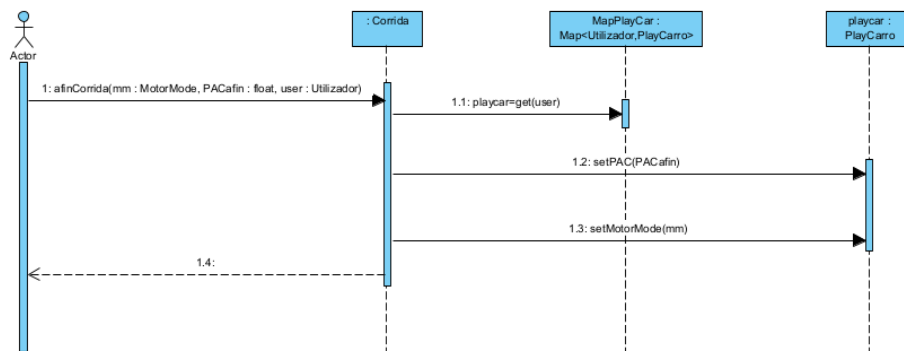 : Corrida
MapPlayCar :
Map<Utilizador,PlayCarro>
playcar :
PlayCarro
Actor
1: afinCorrida(mm : MotorMode, PACafin : float, user : Utilizador)
1.1: playcar=get(user)
1.2: setPAC(PACafin)
1.3: setMotorMode(mm)
1.4: